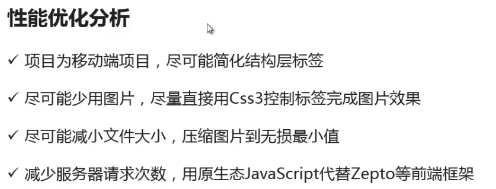 性能优化分析
✓ 项目为移动端项目，尽可能简化结构层标签
✓ 尽可能少用图片，尽量直接用Css3控制标签完成图片效果
✓ 尽可能减小文件大小，压缩图片到无损最小值
✓ 减少服务器请求次数，用原生态JavaScript代替Zepto等前端框架